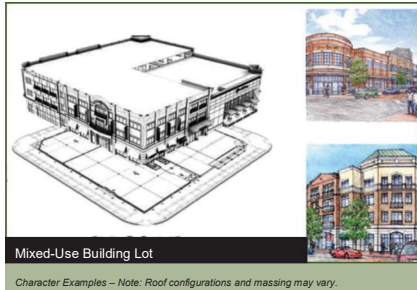 Mixed-Use Building Lot
Character Examples – Note: Roof configurations and massing may vary.